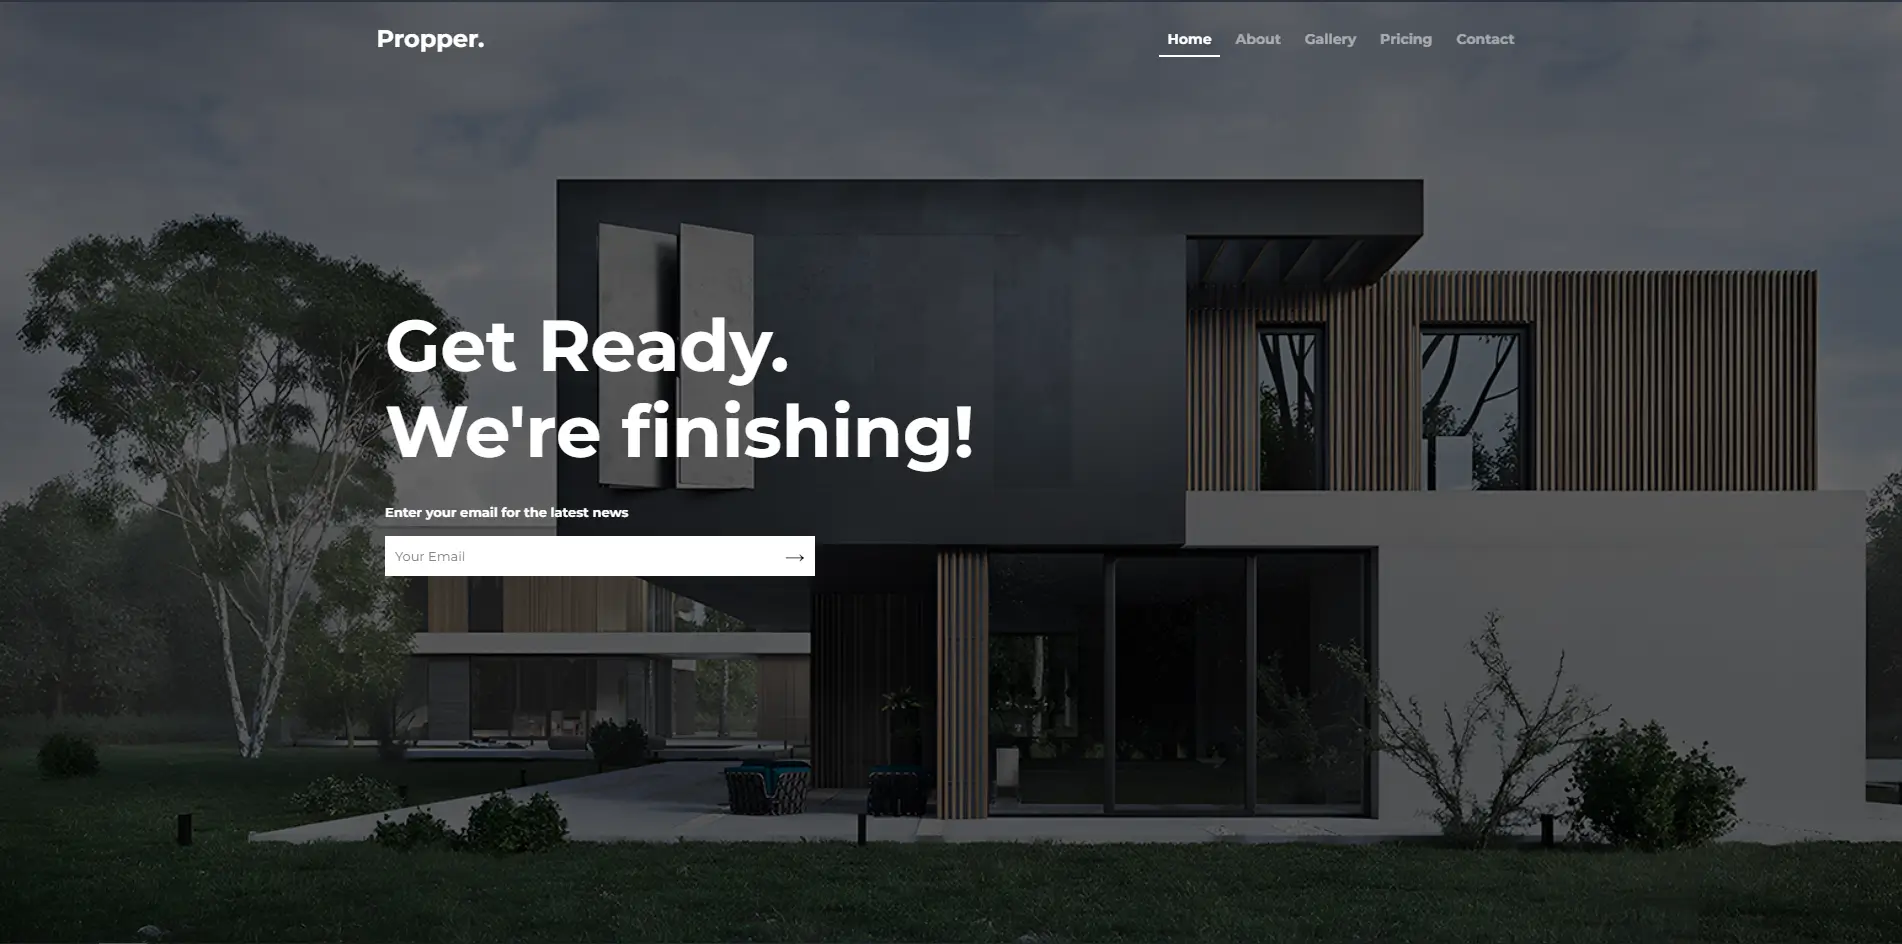 Propper.
Home About Gallery Pricing Contact
Get Ready.
We're finishing!
Enter your email for the latest news
Your Email →